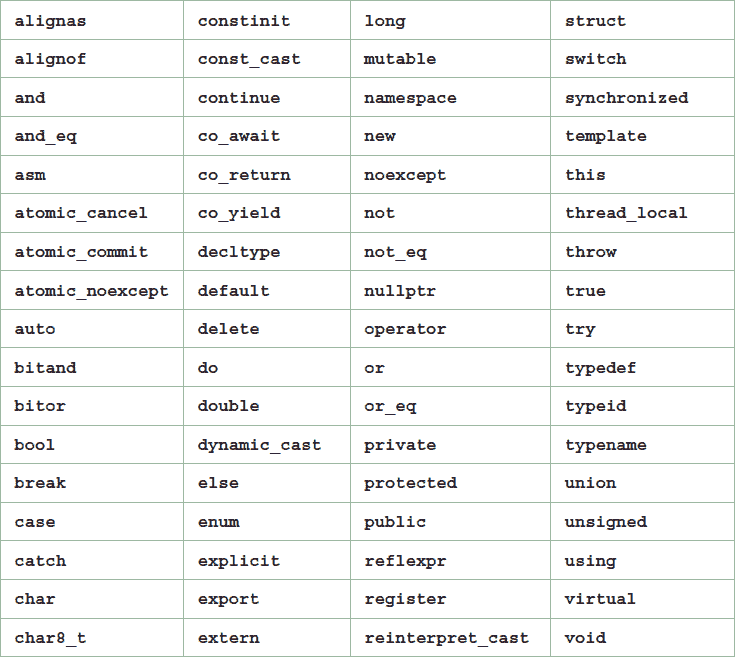 alignas constinit long struct
alignof const_cast mutable switch
and continue namespace synchronized
and_eq co_await new template
asm co_return noexcept this
atomic_cancel co_yield not thread_local
atomic_commit decltype not_eq throw
atomic_noexcept default nullptr true
auto delete operator try
bitand do or typedef
bitor double or_eq typeid
bool dynamic_cast private typename
break else protected union
case enum public unsigned
catch explicit reflexpr using
char export register virtual
char8_t extern reinterpret_cast void